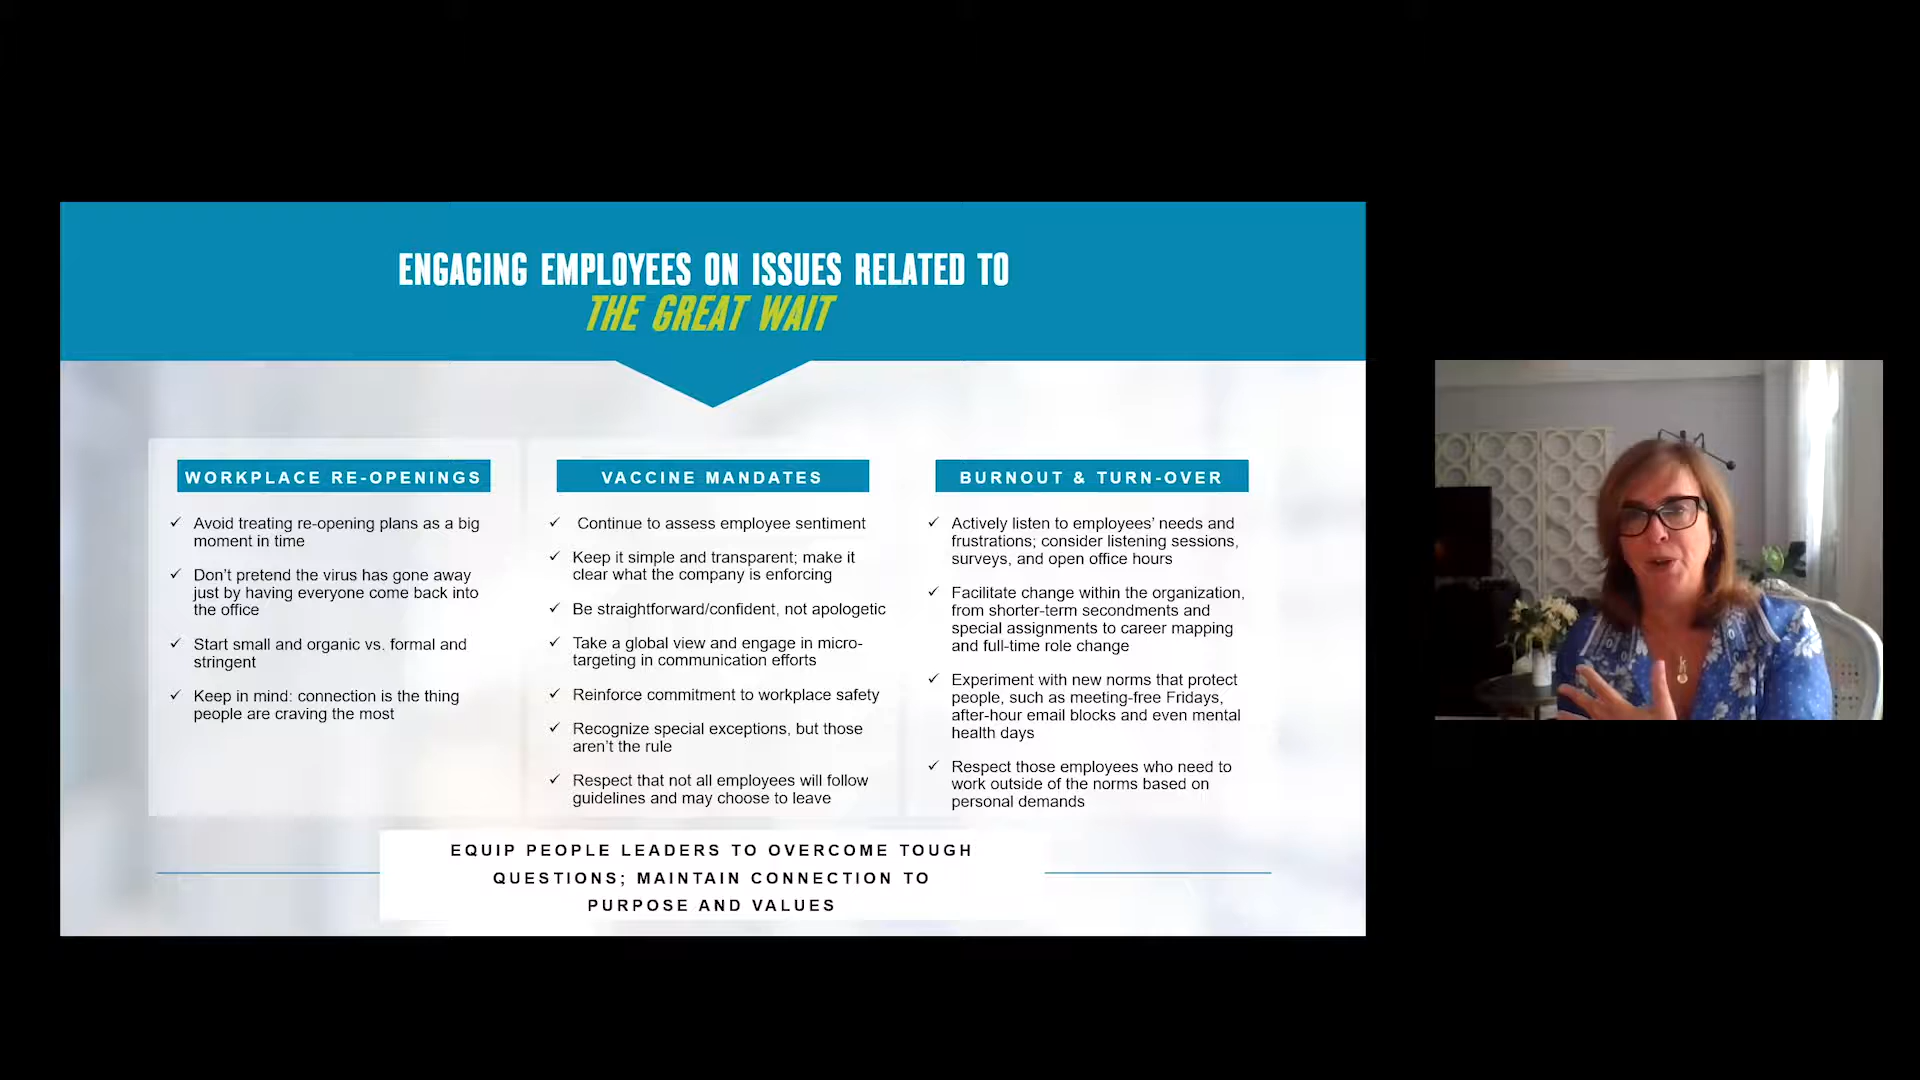 ENGAGING EMPLOYEES ON ISSUES RELATED TO
THE GREAT WAIT
WORKPLACE RE-OPENINGS
Avoid treating re-opening plans as a big
moment in time
Don't pretend the virus has gone away
just by having everyone come back into
the office
Start small and organic vs. formal and
stringent
Keep in mind: connection is the thing
people are craving the most
VACCINE MANDATES
Continue to assess employee sentiment
Keep it simple and transparent; make it
clear what the company is enforcing
Be straightforward/confident, not apologetic
Take a global view and engage in micro-
targeting in communication efforts
Reinforce commitment to workplace safety
Recognize special exceptions, but those
aren't the rule
Respect that not all employees will follow
guidelines and may choose to leave
BURNOUT & TURN-OVER
Actively listen to employees' needs and
frustrations; consider listening sessions,
surveys, and open office hours
Facilitate change within the organization,
from shorter-term secondments and
special assignments to career mapping
and full-time role change
Experiment with new norms that protect
people, such as meeting-free Fridays,
after-hour email blocks and even mental
health days
Respect those employees who need to
work outside of the norms based on
personal demands
EQUIP PEOPLE LEADERS TO OVERCOME TOUGH
QUESTIONS; MAINTAIN CONNECTION TO
PURPOSE AND VALUES